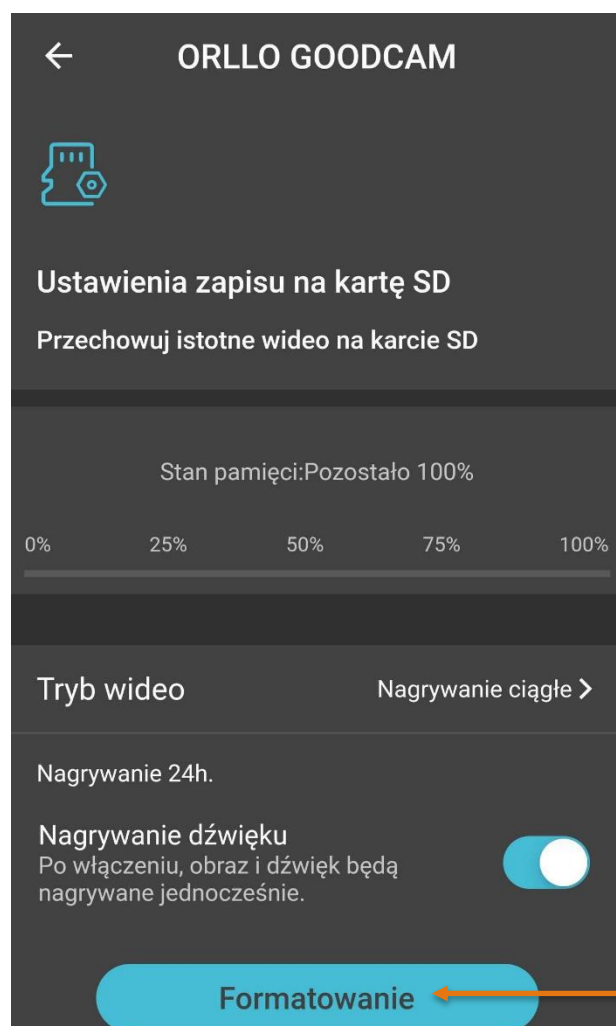 ORLLO GOODCAM
Ustawienia zapisu na kartę SD
Przechowuj istotne wideo na karcie SD
Stan pamięci:Pozostało 100%
0% 25% 50% 75% 100%
Tryb wideo Nagrywanie ciągłe
Nagrywanie 24h.
Nagrywanie dźwięku
Po włączeniu, obraz i dźwięk będą
nagrywane jednocześnie.
Formatowanie